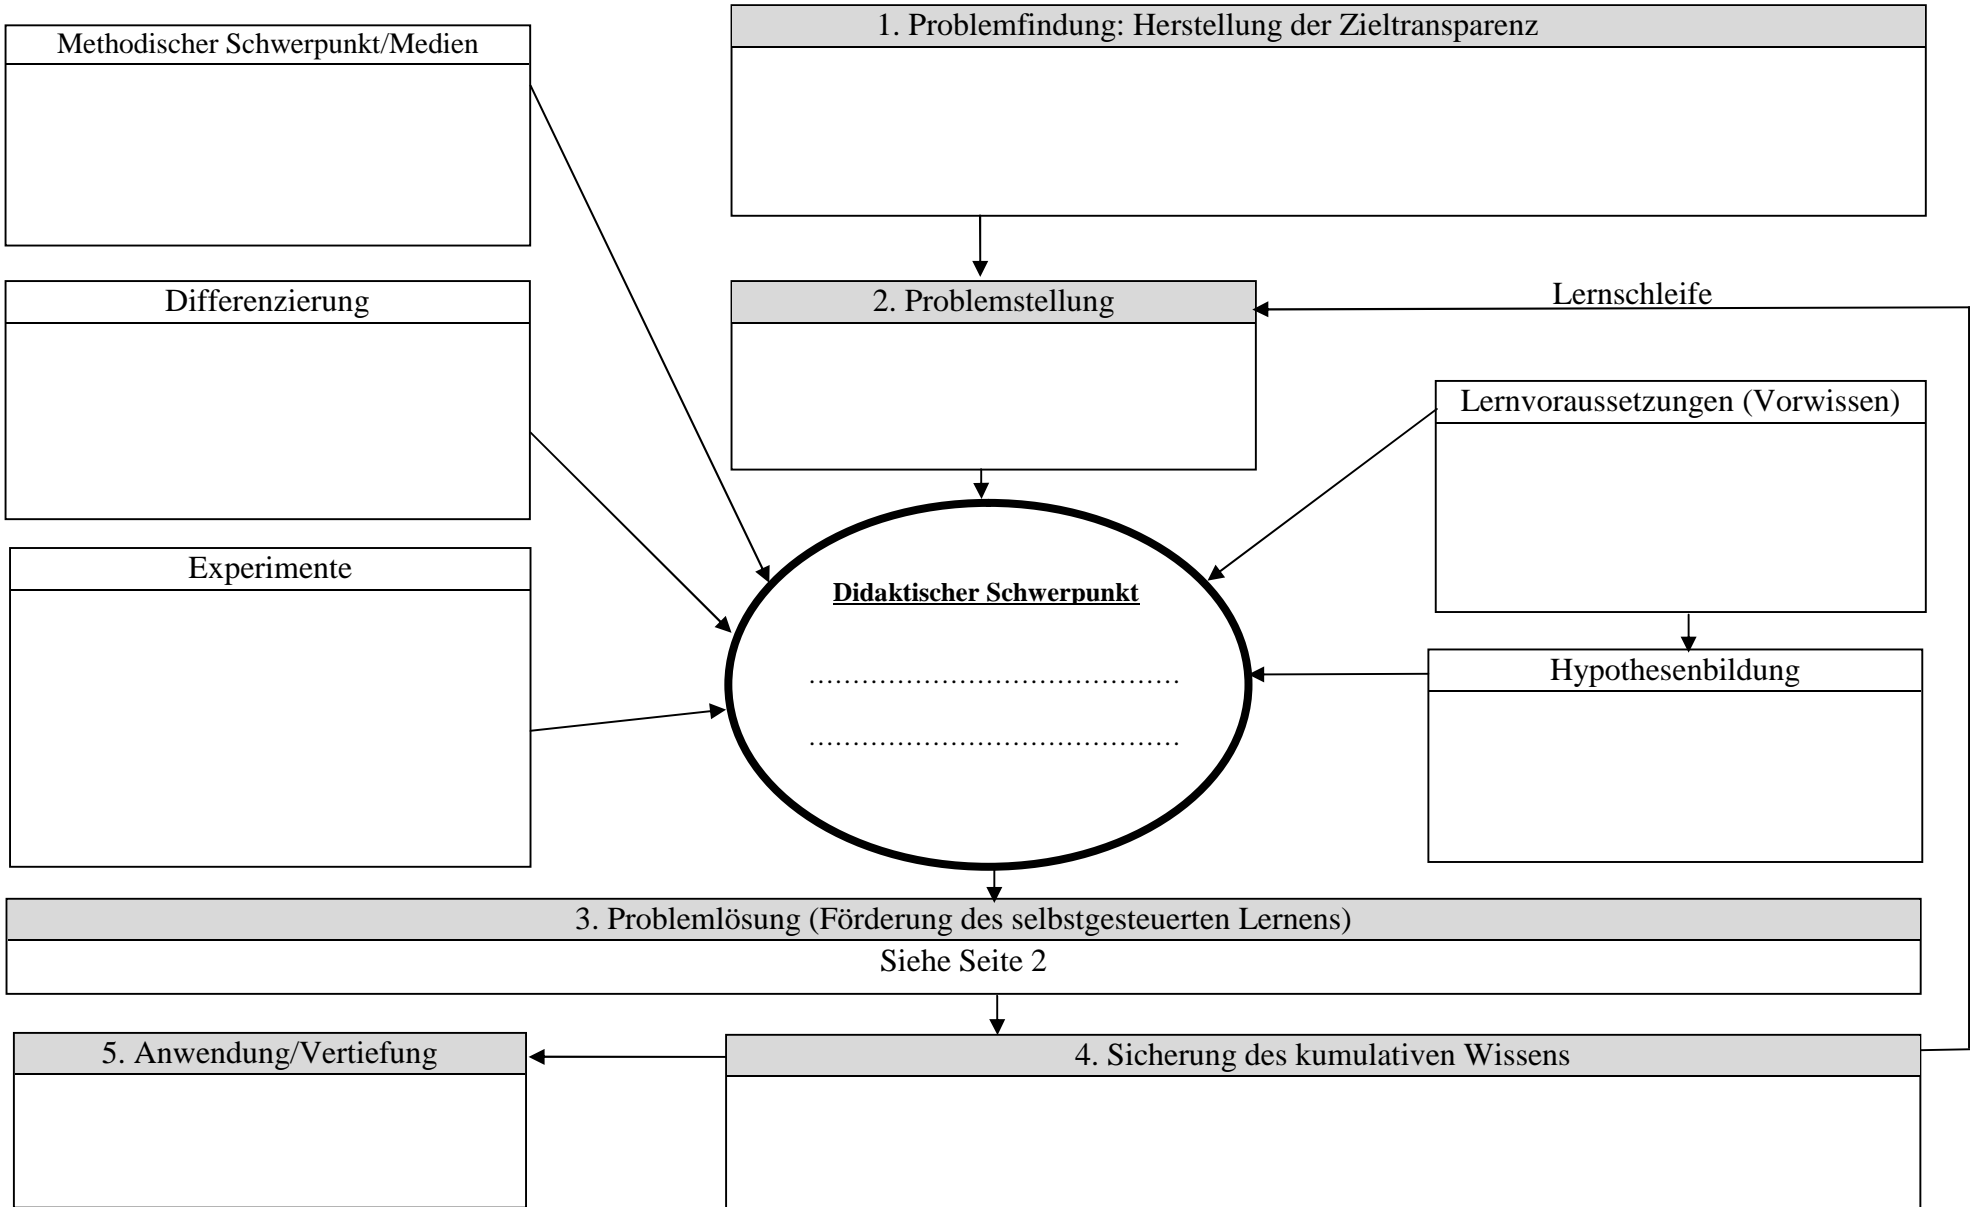 1. Problemfindung: Herstellung der Zieltransparenz
Methodischer Schwerpunkt/Medien
Differenzierung
2. Problemstellung
Lernschleife
Lernvoraussetzungen (Vorwissen)
Experimente
Didaktischer Schwerpunkt
……………………………………
……………………………………
Hypothesenbildung
3. Problemlösung (Förderung des selbstgesteuerten Lernens)
Siehe Seite 2
5. Anwendung/Vertiefung
4. Sicherung des kumulativen Wissens